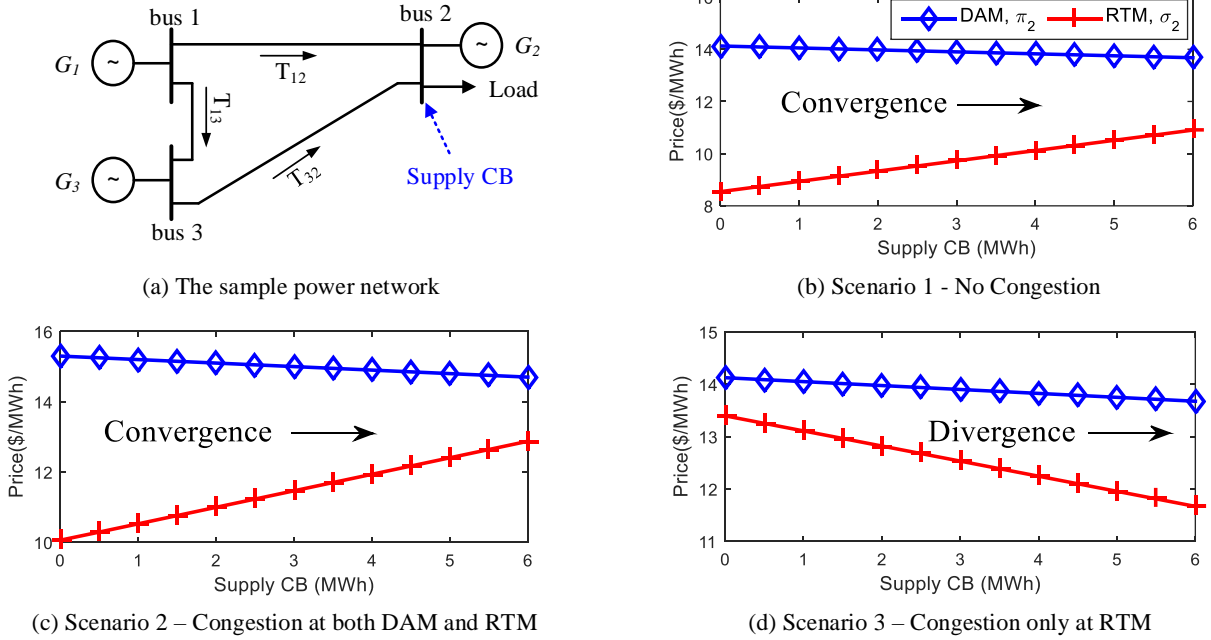 bus 1
bus 2
~
G1
~
G2
T12
Load
T13
~
G3
T32
Supply CB
bus 3
(a) The sample power network
DAM, π2
RTM, σ2
16
14
12
10
8
Price($/MWh)
Convergence
0 1 2 3 4 5 6
Supply CB (MWh)
(b) Scenario 1 - No Congestion
16
14
12
10
Price($/MWh)
Convergence
0 1 2 3 4 5 6
Supply CB (MWh)
(c) Scenario 2 – Congestion at both DAM and RTM
15
14
13
12
11
Price($/MWh)
Divergence
0 1 2 3 4 5 6
Supply CB (MWh)
(d) Scenario 3 – Congestion only at RTM